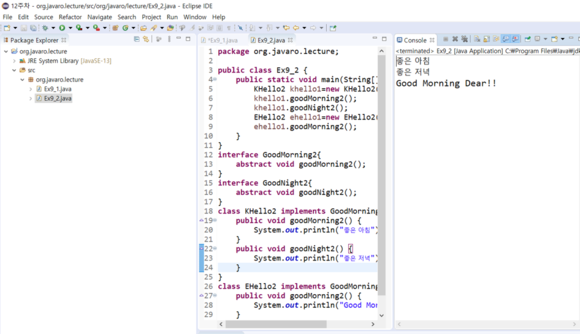 12주차 - org.javaro.lecture/src/org/javaro/lecture/Ex9_2.java - Eclipse IDE
File Edit Source Refactor Navigate Search Project Run Window Help
Package Explorer
org.javaro.lecture
JRE System Library [JavaSE-13]
src
org.javaro.lecture
Ex9_1.java
Ex9_2.java
*Ex9_1.java
Ex9_2.java
1 package org.javaro.lecture;
2
3 public class Ex9_2 {
4 public static void main(String[]
5 KHello2 khello1=new KHello2(
6 khello1.goodMorning2();
7 khello1.goodNight2();
8 EHello2 ehello1=new EHello2(
9 ehello1.goodMorning2();
10 }
11 }
12 interface GoodMorning2{
13 abstract void goodMorning2();
14 }
15 interface GoodNight2{
16 abstract void goodNight2();
17 }
18 class KHello2 implements GoodMorning
19 public void goodMorning2() {
20 System.out.println("좋은 아침"
21 }
22 public void goodNight2() {
23 System.out.println("좋은 저녁"
24 }
25 }
26 class EHello2 implements GoodMorning
27 public void goodMorning2() {
28 System.out.println("Good Mor
29 }
Console
<terminated> Ex9_2 [Java Application] C:₩Program Files₩Java₩jdk
좋은 아침
좋은 저녁
Good Morning Dear!!